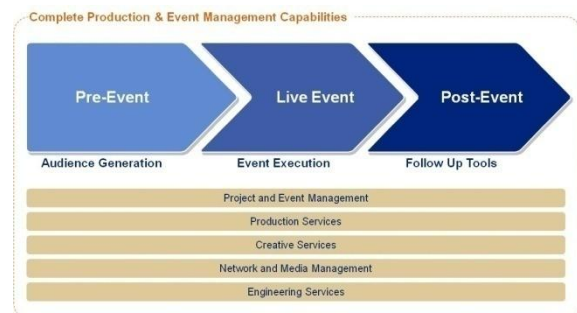 Complete Production & Event Management Capabilities
Pre-Event
Live Event
Post-Event
Audience Generation
Event Execution
Follow Up Tools
Project and Event Management
Production Services
Creative Services
Network and Media Management
Engineering Services